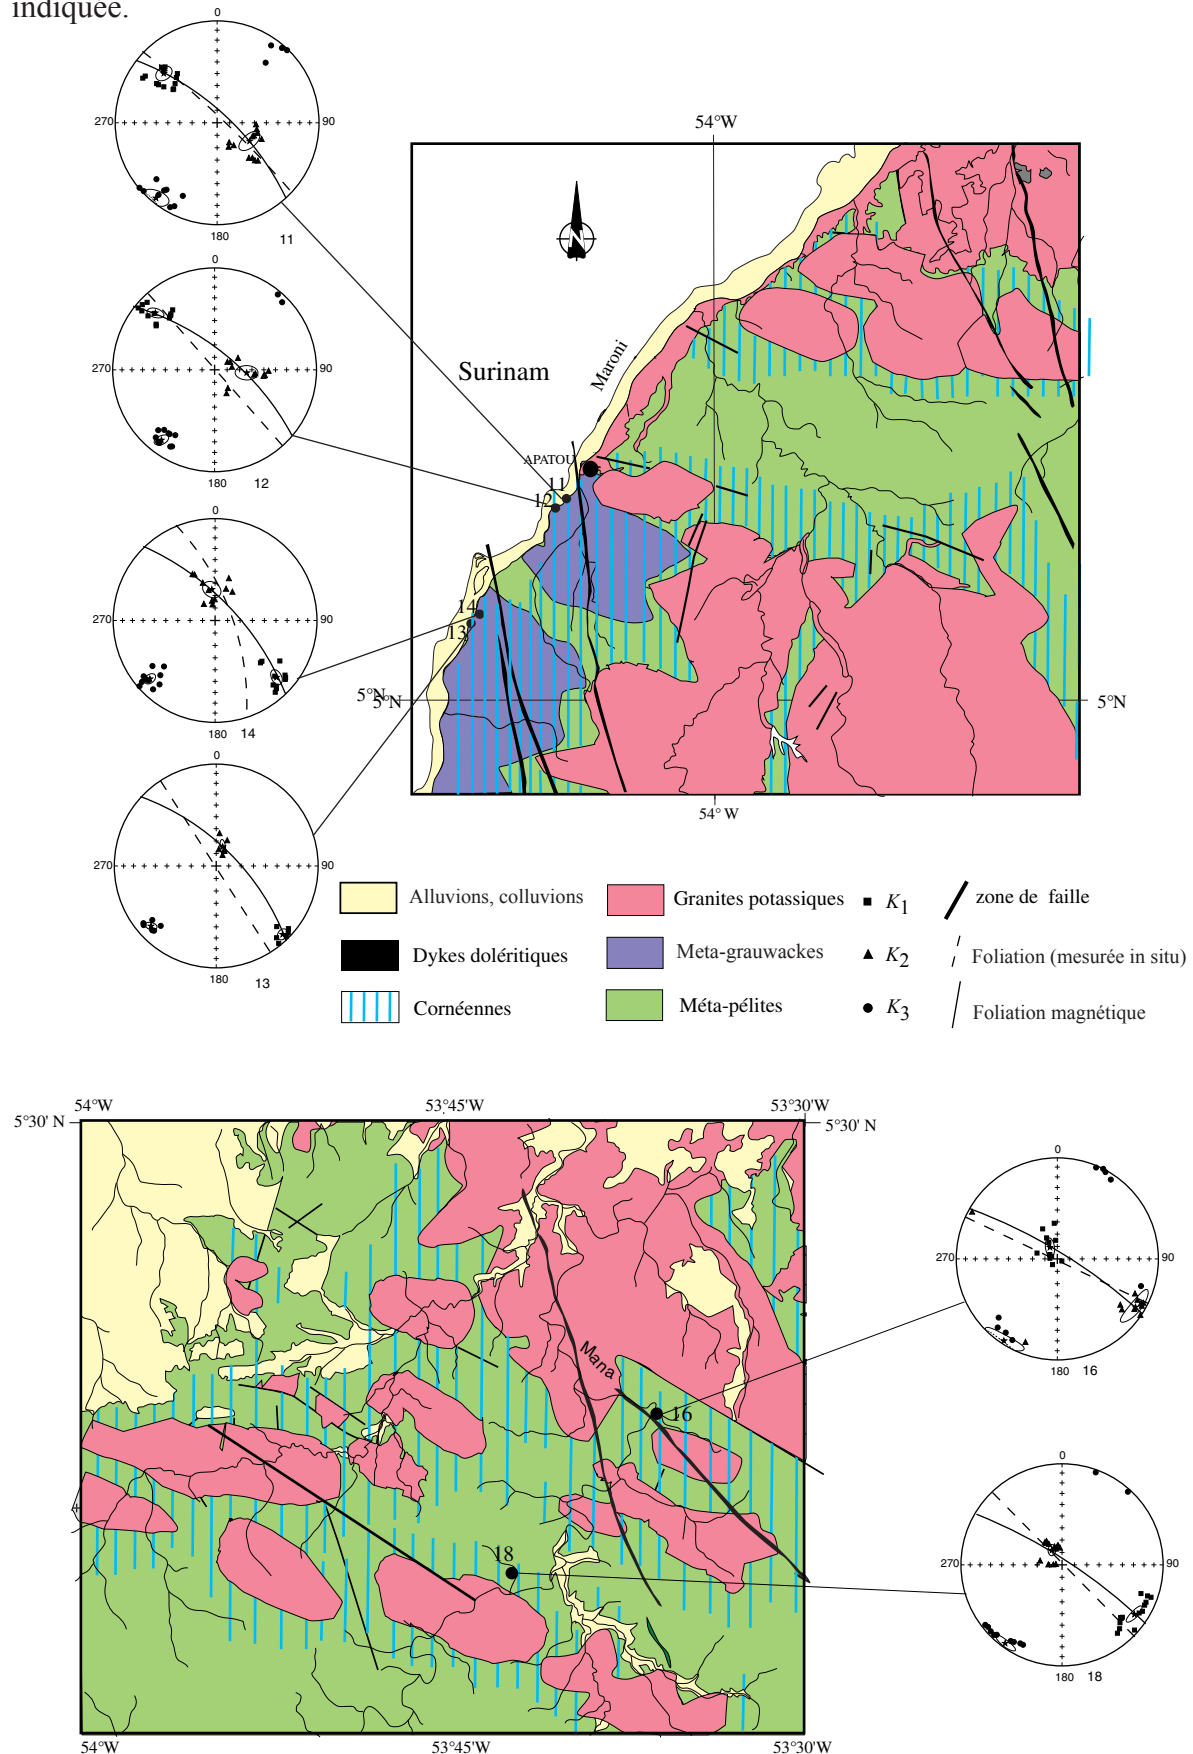 indiquée.
0
270
90
180
11
0
270
90
180
12
0
270
90
180
14
0
270
90
180
13
54°W
N
Surinam
Maroni
APATOU
11
12
14
13
5°N
5°N
5°N
54°W
Alluvions, colluvions
Granites potassiques
K1
zone de faille
Dykes doléritiques
Meta-grauwackes
K2
Foliation (mesurée in situ)
Cornéennes
Méta-pélites
K3
Foliation magnétique
54°W
53°45'W
53°30'W
5°30' N
5°30' N
Mana
16
18
0
270
90
180
16
0
270
90
180
18
54°W
53°45'W
53°30'W